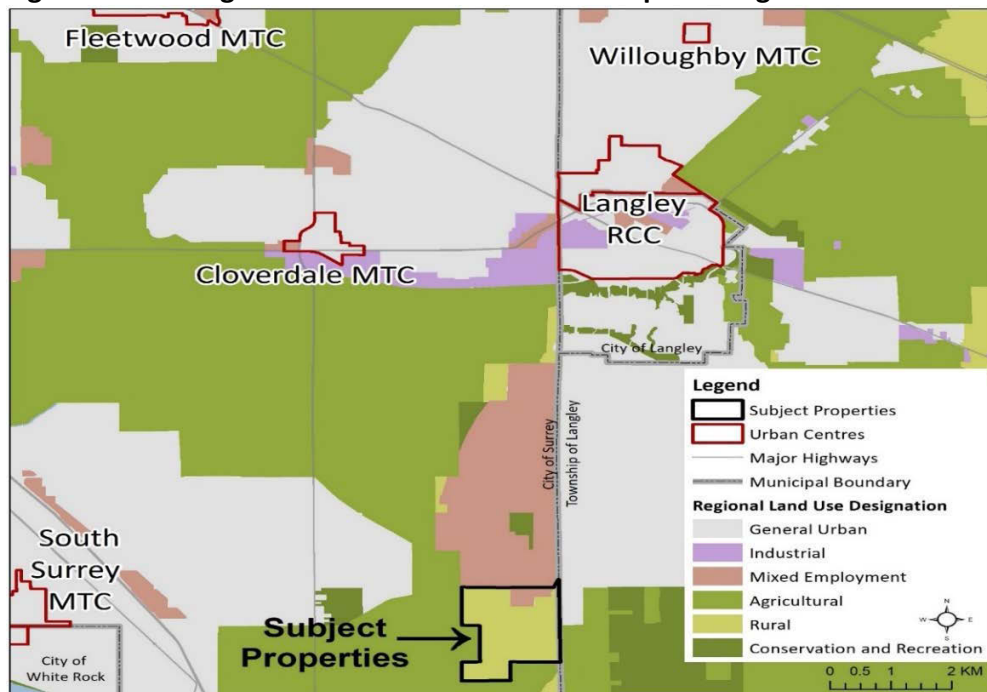 Fleetwood MTC
Willoughby MTC
Langley
RCC
Cloverdale MTC
City of Langley
City of Surrey
Township of Langley
South
Surrey
MTC
Subject
Properties
City of
White Rock
Legend
Subject Properties
Urban Centres
Major Highways
Municipal Boundary
Regional Land Use Designation
General Urban
Industrial
Mixed Employment
Agricultural
Rural
Conservation and Recreation
N
W E
S
0 0.5 1 2 KM